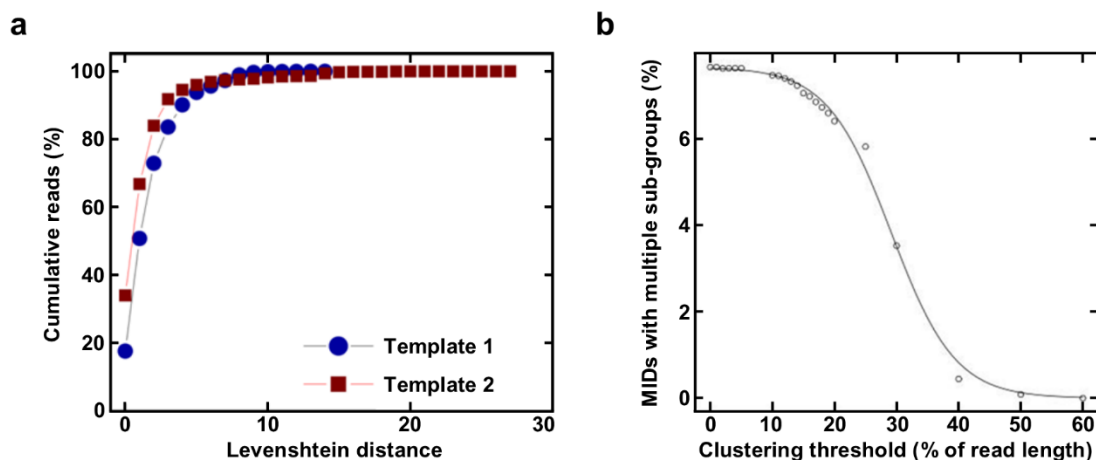 a
Cumulative reads (%)
100
80
60
40
20
0
0 10 20 30
Levenshtein distance
Template 1
Template 2
b
MIDs with multiple sub-groups (%)
6
4
2
0
0 10 20 30 40 50 60
Clustering threshold (% of read length)